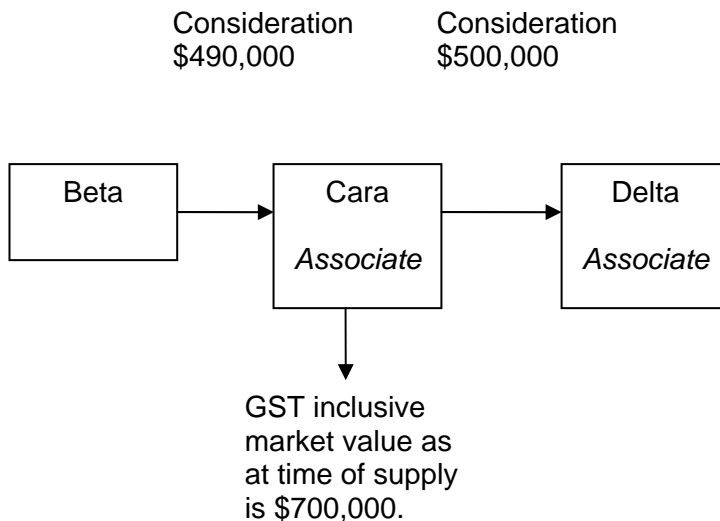 Consideration
$490,000
Consideration
$500,000
Beta
Cara
Associate
Delta
Associate
GST inclusive
market value as
at time of supply
is $700,000.